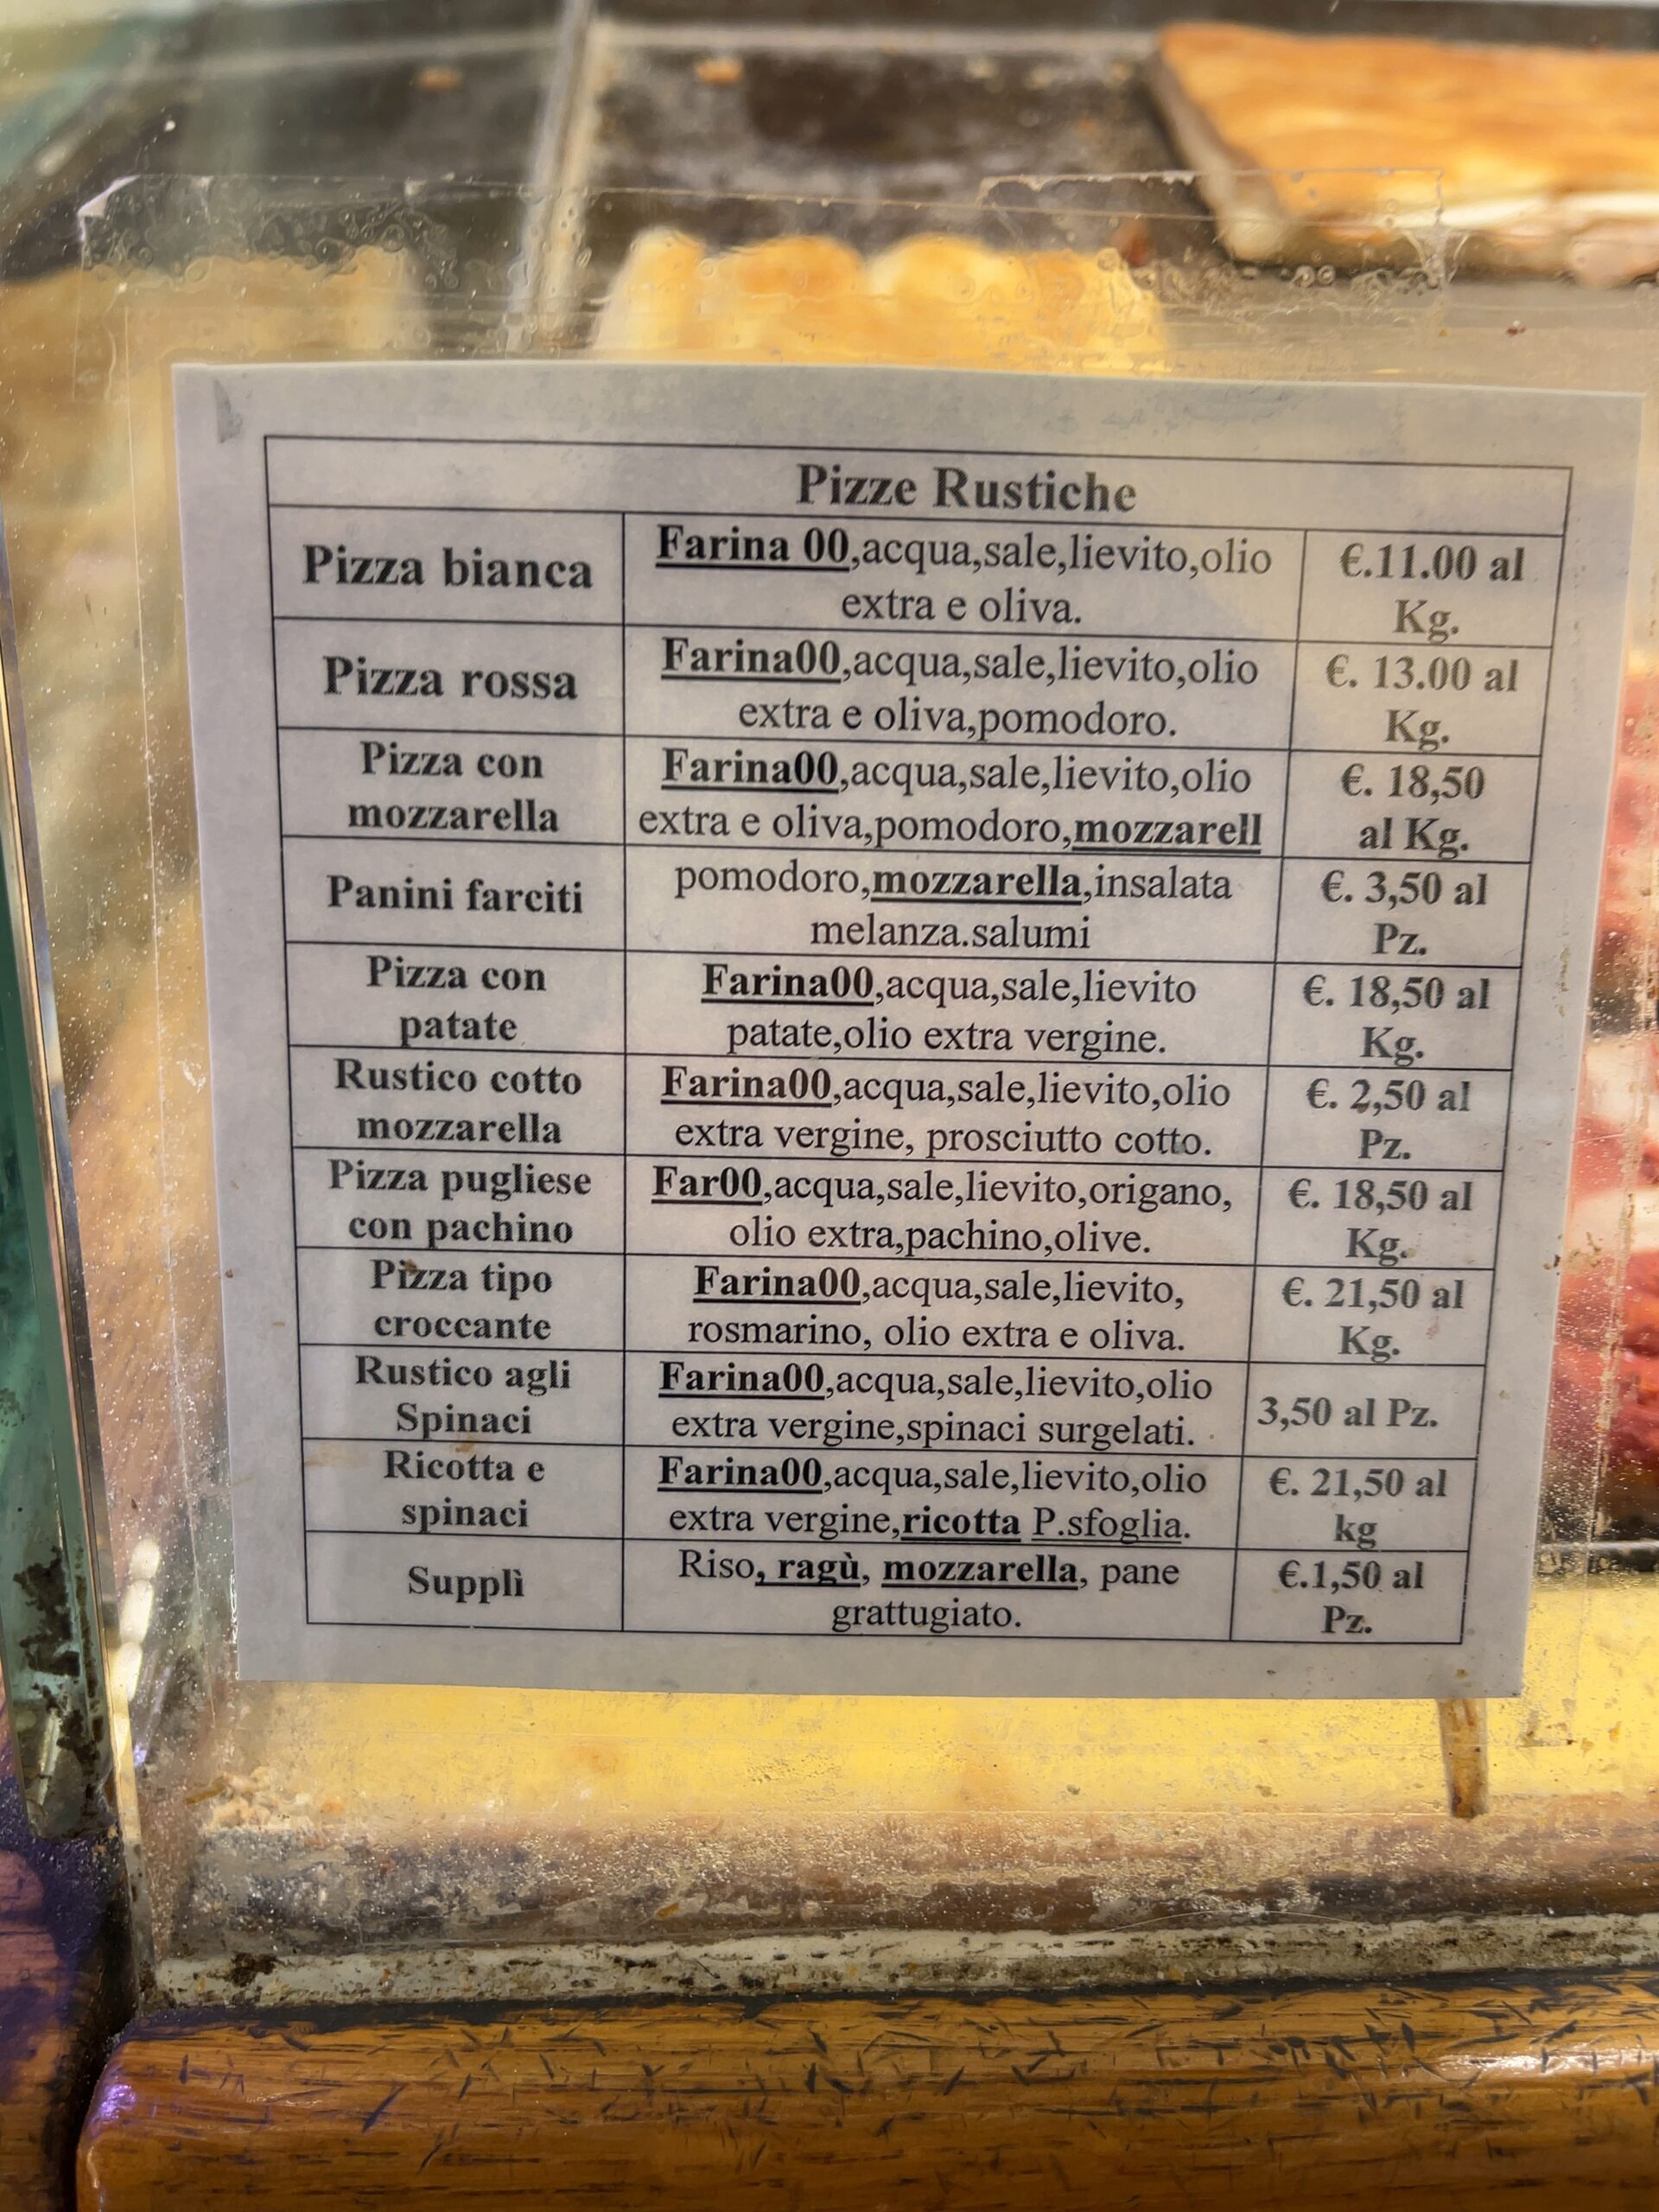 Pizze Rustiche
Pizza bianca
Farina 00,acqua,sale,lievito,olio
extra e oliva.
€.11.00 al
Kg.
Pizza rossa
Farina00,acqua,sale,lievito,olio
extra e oliva,pomodoro.
€. 13.00 al
Kg.
Pizza con
mozzarella
Farina00,acqua,sale,lievito,olio
extra e oliva,pomodoro,mozzarell
€. 18,50
al Kg.
Panini farciti
pomodoro,mozzarella,insalata
melanza.salumi
€. 3,50 al
Pz.
Pizza con
patate
Farina00,acqua,sale,lievito
patate,olio extra vergine.
€. 18,50 al
Kg.
Rustico cotto
mozzarella
Farina00,acqua,sale,lievito,olio
extra vergine, prosciutto cotto.
€. 2,50 al
Pz.
Pizza pugliese
con pachino
Far00,acqua,sale,lievito,origano,
olio extra,pachino,olive.
€. 18,50 al
Kg.
Pizza tipo
croccante
Farina00,acqua,sale,lievito,
rosmarino, olio extra e oliva.
€. 21,50 al
Kg.
Rustico agli
Spinaci
Farina00,acqua,sale,lievito,olio
extra vergine,spinaci surgelati.
3,50 al Pz.
Ricotta e
spinaci
Farina00,acqua,sale,lievito,olio
extra vergine,ricotta P.sfoglia.
€. 21,50 al
kg
Supplì
Riso, ragù, mozzarella, pane
grattugiato.
€.1,50 al
Pz.